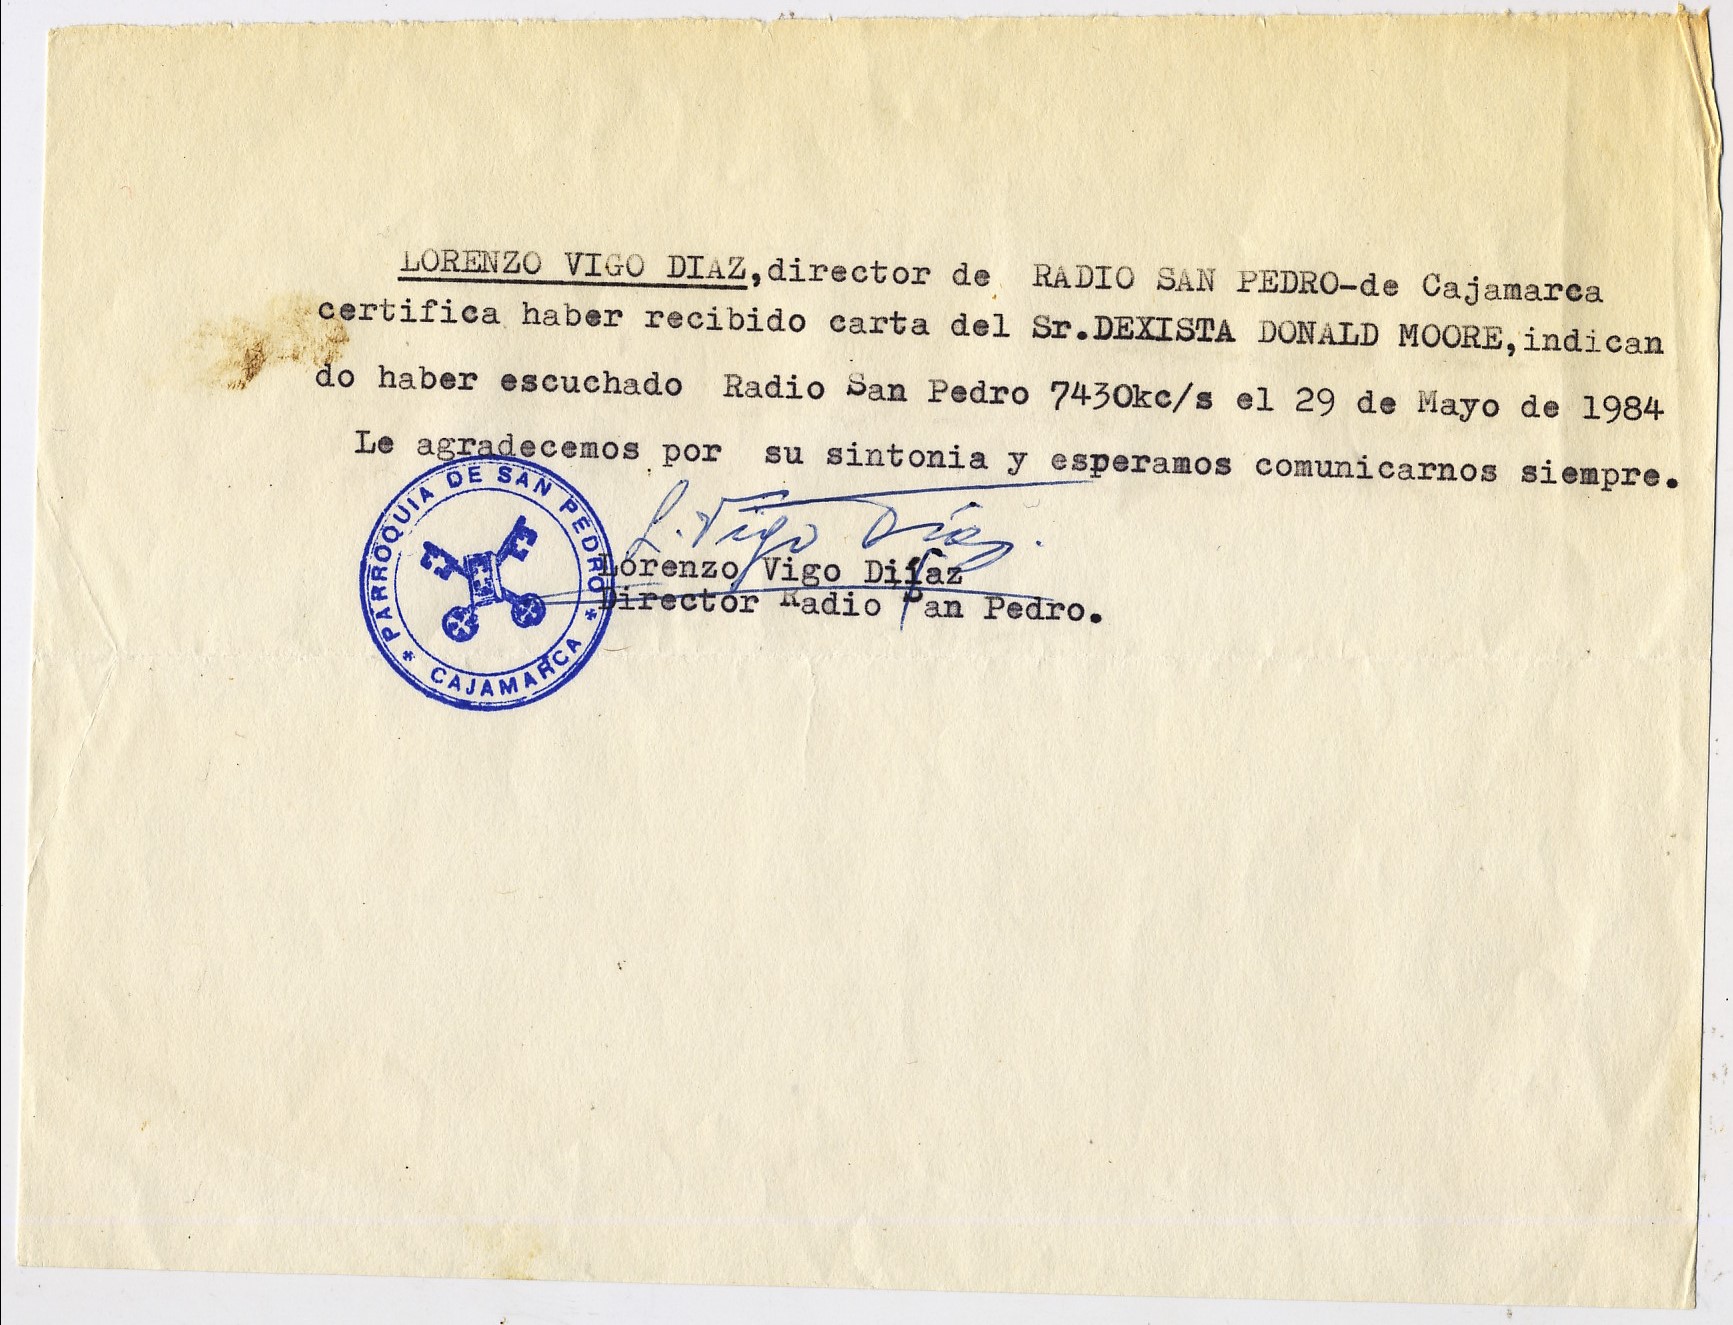 LORENZO VIGO DIAZ,director de RADIO SAN PEDRO-de Cajamarca
certifica haber recibido carta del Sr.DEXISTA DONALD MOORE,indican
do haber escuchado Radio San Pedro 7430kc/s el 29 de Mayo de 1984
Le agradecemos por su sintonia y esperamos comunicarnos siempre.
L. Vigo Díaz.
Lorenzo Vigo Diíaz
Director Radio San Pedro.
PARROQUIA DE SAN PEDRO
CAJAMARCA